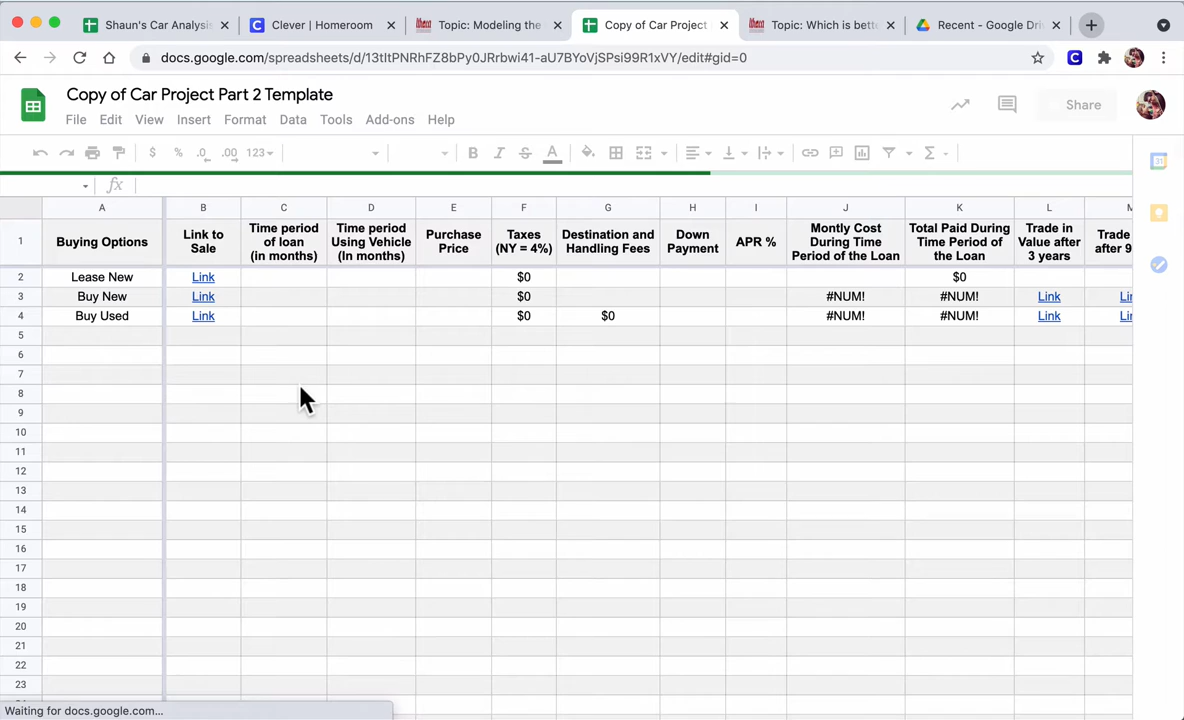 Shaun's Car Analysis
Clever | Homeroom
Topic: Modeling the
Copy of Car Project
Topic: Which is bett
Recent - Google Dri
docs.google.com/spreadsheets/d/13tItPNRhFZ8bPy0JRrbwi41-aU7BYoVjSPsi99R1xVY/edit#gid=0
Copy of Car Project Part 2 Template
File Edit View Insert Format Data Tools Add-ons Help
Share
$ % .0 .00 123 B I S A Σ
fx
A B C D E F G H I J K L M
1 Buying Options
Link to
Sale
Time period
of loan
(in months)
Time period
Using Vehicle
(In months)
Purchase
Price
Taxes
(NY = 4%)
Destination and
Handling Fees
Down
Payment
APR %
Montly Cost
During Time
Period of the Loan
Total Paid During
Time Period of
the Loan
Trade in
Value after
3 years
Trade
after 9
2 Lease New Link $0 $0
3 Buy New Link $0 #NUM! #NUM! Link Lin
4 Buy Used Link $0 $0 #NUM! #NUM! Link Lin
5
6
7
8
9
10
11
12
13
14
15
16
17
18
19
20
21
22
23
Waiting for docs.google.com...